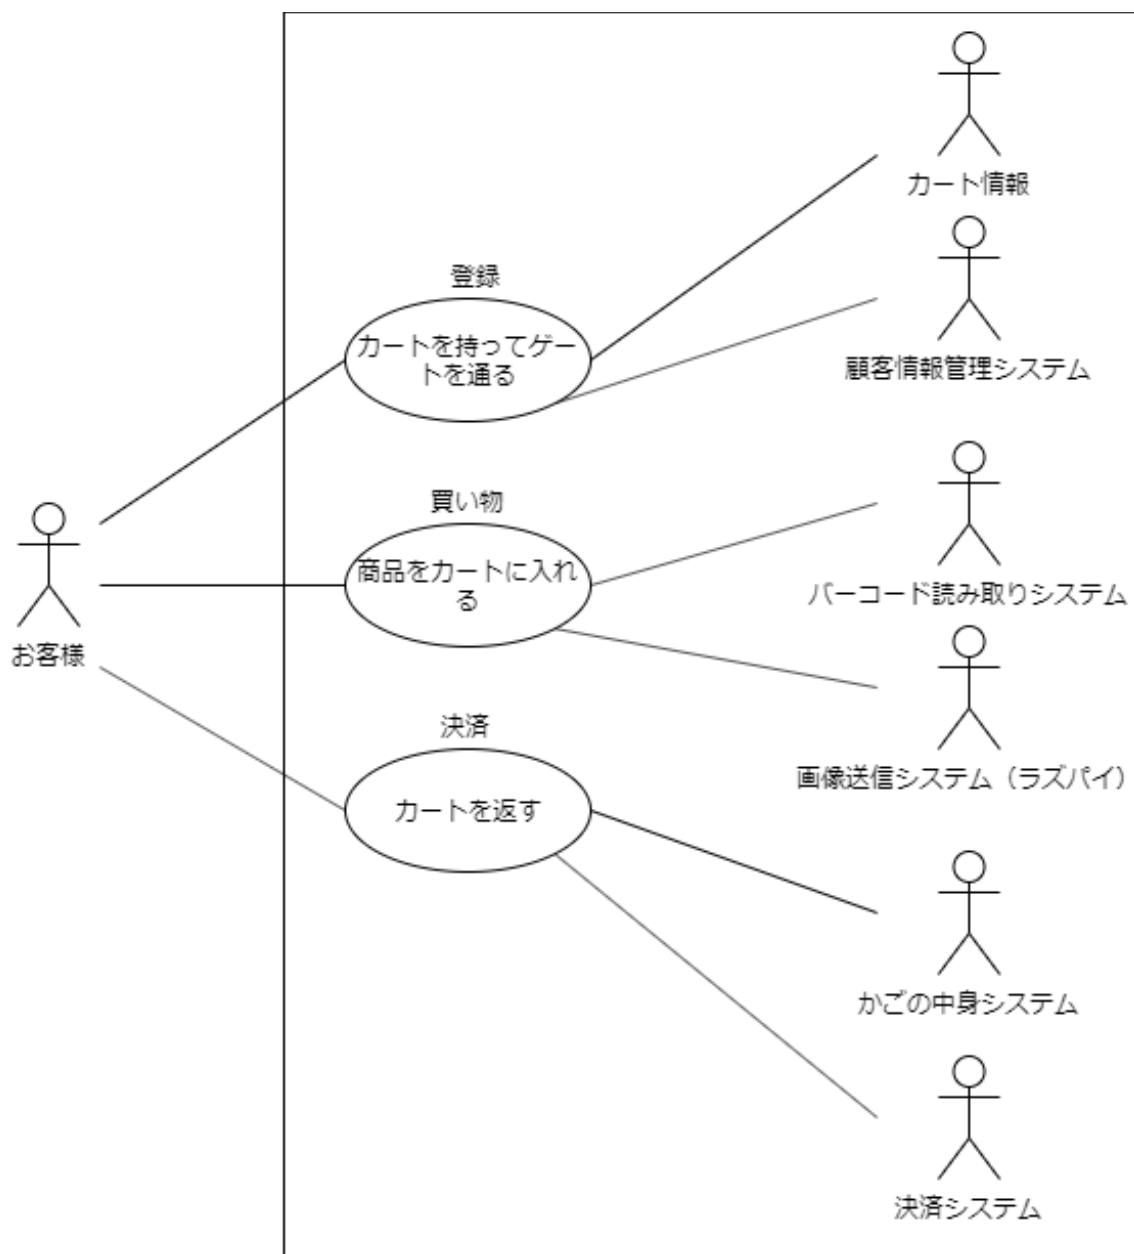 カート情報
登録
カートを持ってゲー
トを通る
顧客情報管理システム
買い物
商品をカートに入れ
る
バーコード読み取りシステム
お客様
決済
画像送信システム（ラズパイ）
カートを返す
かごの中身システム
決済システム